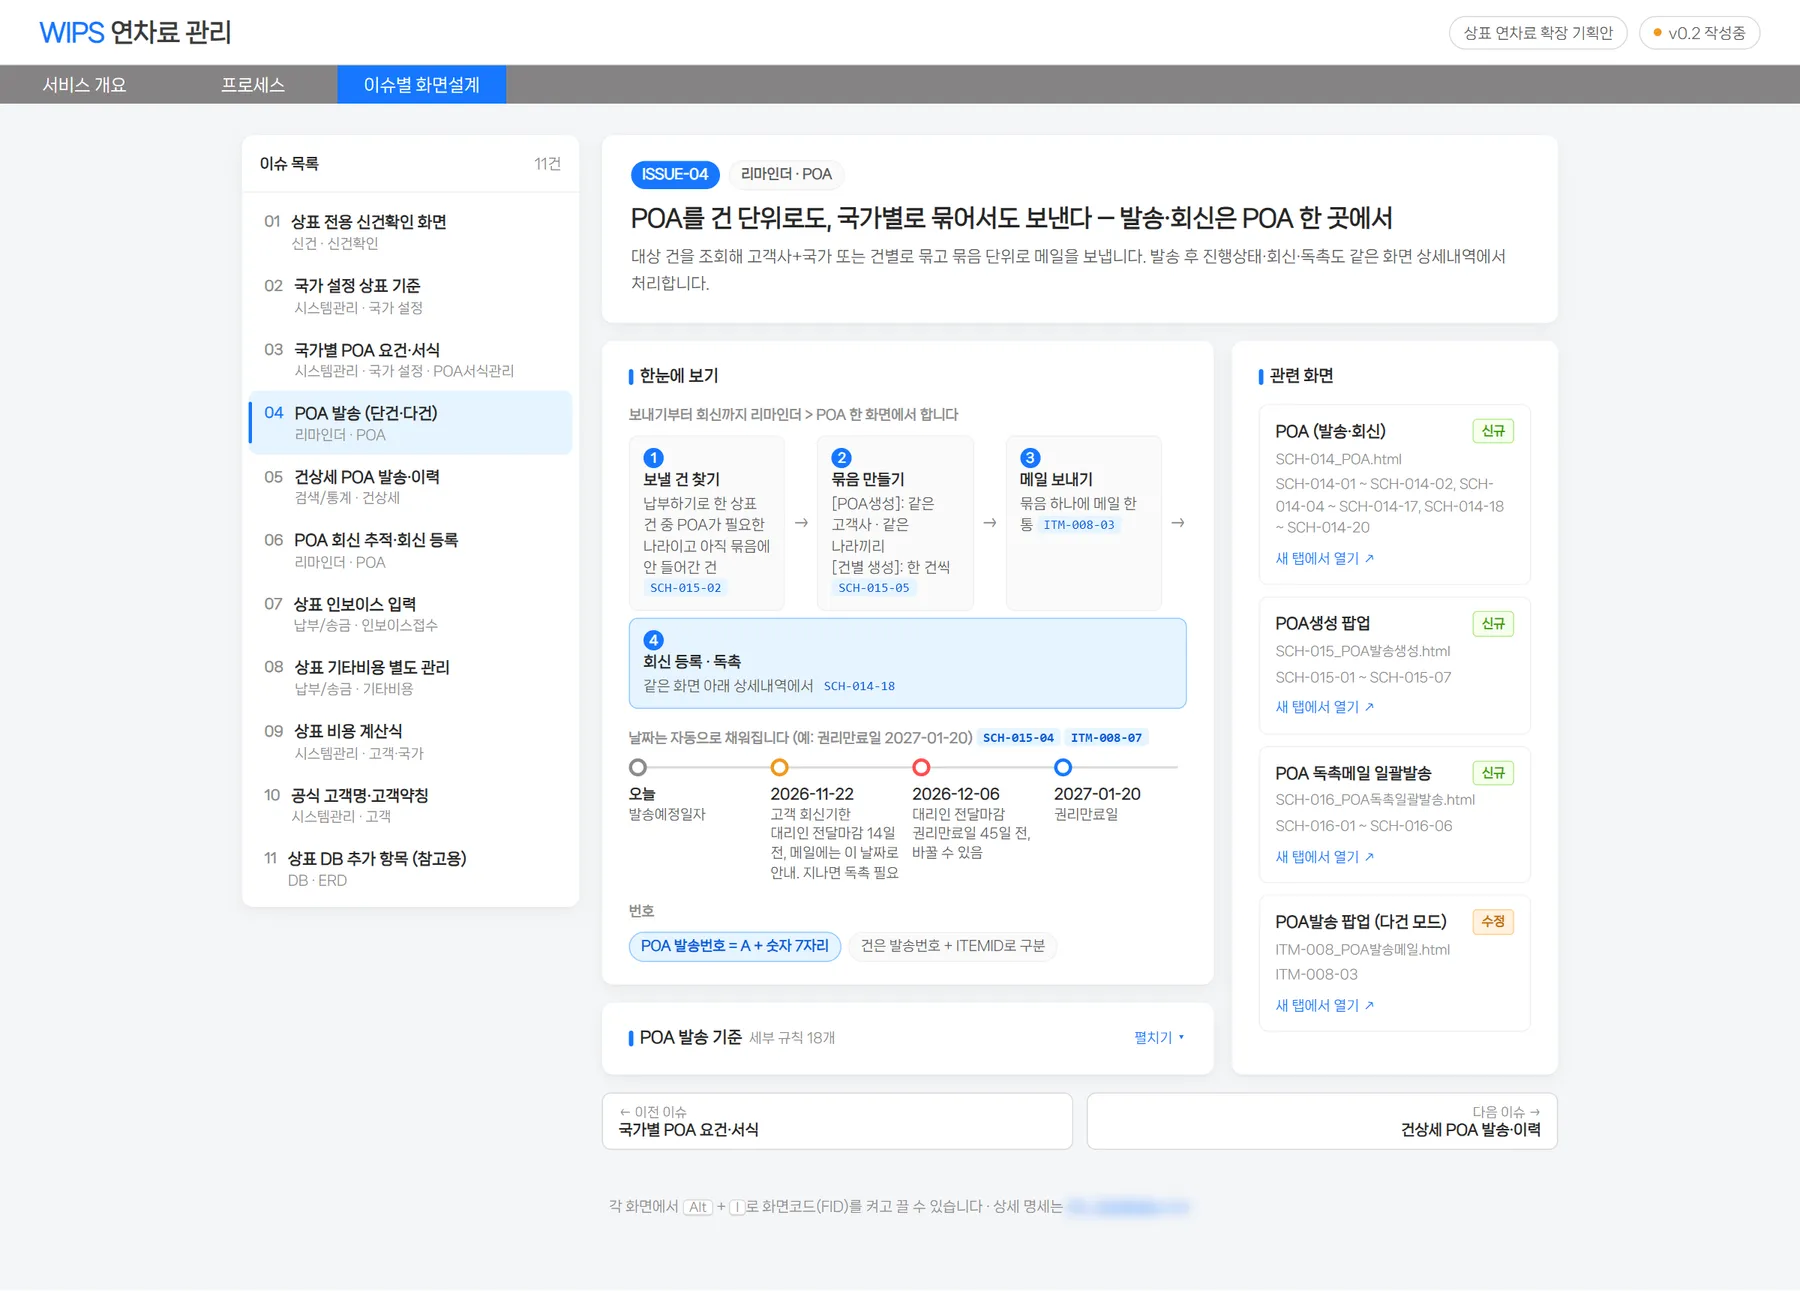 WIPS 연차료 관리
상표 연차료 확장 기획안
v0.2 작성중
서비스 개요
프로세스
이슈별 화면설계
이슈 목록
11건
01 상표 전용 신건확인 화면
신건 · 신건확인
02 국가 설정 상표 기준
시스템관리 · 국가 설정
03 국가별 POA 요건·서식
시스템관리 · 국가 설정 · POA서식관리
04 POA 발송 (단건·다건)
리마인더 · POA
05 건상세 POA 발송·이력
검색/통계 · 건상세
06 POA 회신 추적·회신 등록
리마인더 · POA
07 상표 인보이스 입력
납부/송금 · 인보이스접수
08 상표 기타비용 별도 관리
납부/송금 · 기타비용
09 상표 비용 계산식
시스템관리 · 고객·국가
10 공식 고객명·고객약칭
시스템관리 · 고객
11 상표 DB 추가 항목 (참고용)
DB · ERD
ISSUE-04
리마인더 · POA
POA를 건 단위로도, 국가별로 묶어서도 보낸다 — 발송·회신은 POA 한 곳에서
대상 건을 조회해 고객사+국가 또는 건별로 묶고 묶음 단위로 메일을 보냅니다. 발송 후 진행상태·회신·독촉도 같은 화면 상세내역에서
처리합니다.
한눈에 보기
보내기부터 회신까지 리마인더 > POA 한 화면에서 합니다
1
보낼 건 찾기
납부하기로 한 상표
건 중 POA가 필요한
나라이고 아직 묶음에
안 들어간 건
SCH-015-02
→
2
묶음 만들기
[POA생성]: 같은
고객사 · 같은
나라끼리
[건별 생성]: 한 건씩
SCH-015-05
→
3
메일 보내기
묶음 하나에 메일 한
통 ITM-008-03
→
4
회신 등록 · 독촉
같은 화면 아래 상세내역에서 SCH-014-18
날짜는 자동으로 채워집니다 (예: 권리만료일 2027-01-20) SCH-015-04 ITM-008-07
오늘
발송예정일자
2026-11-22
고객 회신기한
대리인 전달마감 14일
전, 메일에는 이 날짜로
안내. 지나면 독촉 필요
2026-12-06
대리인 전달마감
권리만료일 45일 전,
바꿀 수 있음
2027-01-20
권리만료일
번호
POA 발송번호 = A + 숫자 7자리
건은 발송번호 + ITEMID로 구분
POA 발송 기준 세부 규칙 18개
펼치기 ▾
관련 화면
POA (발송·회신)
신규
SCH-014_POA.html
SCH-014-01 ~ SCH-014-02, SCH-
014-04 ~ SCH-014-17, SCH-014-18
~ SCH-014-20
새 탭에서 열기 ↗
POA생성 팝업
신규
SCH-015_POA발송생성.html
SCH-015-01 ~ SCH-015-07
새 탭에서 열기 ↗
POA 독촉메일 일괄발송
신규
SCH-016_POA독촉일괄발송.html
SCH-016-01 ~ SCH-016-06
새 탭에서 열기 ↗
POA발송 팝업 (다건 모드)
수정
ITM-008_POA발송메일.html
ITM-008-03
새 탭에서 열기 ↗
← 이전 이슈
국가별 POA 요건·서식
다음 이슈 →
건상세 POA 발송·이력
각 화면에서 Alt + I 로 화면코드(FID)를 켜고 끌 수 있습니다 · 상세 명세는